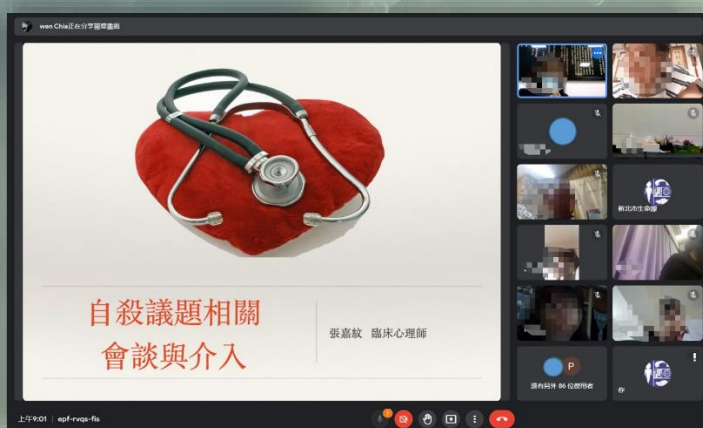 wen Chia正在分享螢幕畫面
自殺議題相關
會談與介入
張嘉紋 臨床心理師
新北市生命線
P
還有另外 86 位使用者
你
上午9:01 | epf-rvqs-fis